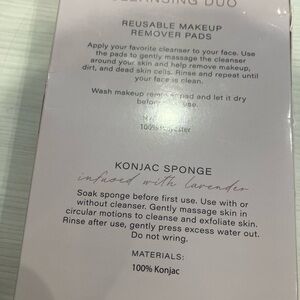 CLEANSING DUO
REUSABLE MAKEUP
REMOVER PADS
Apply your favorite cleanser to your face. Use
the pads to gently massage the cleanser
around your skin and help remove makeup,
dirt, and dead skin cells. Rinse and repeat until
your face is clean.
Wash makeup remover pad and let it dry
before
100% Polyester
KONJAC SPONGE
infused with lavender
Soak sponge before first use. Use with or
without cleanser. Gently massage skin in
circular motions to cleanse and exfoliate skin.
Rinse after use, gently press excess water out.
Do not wring.
MATERIALS:
100% Konjac